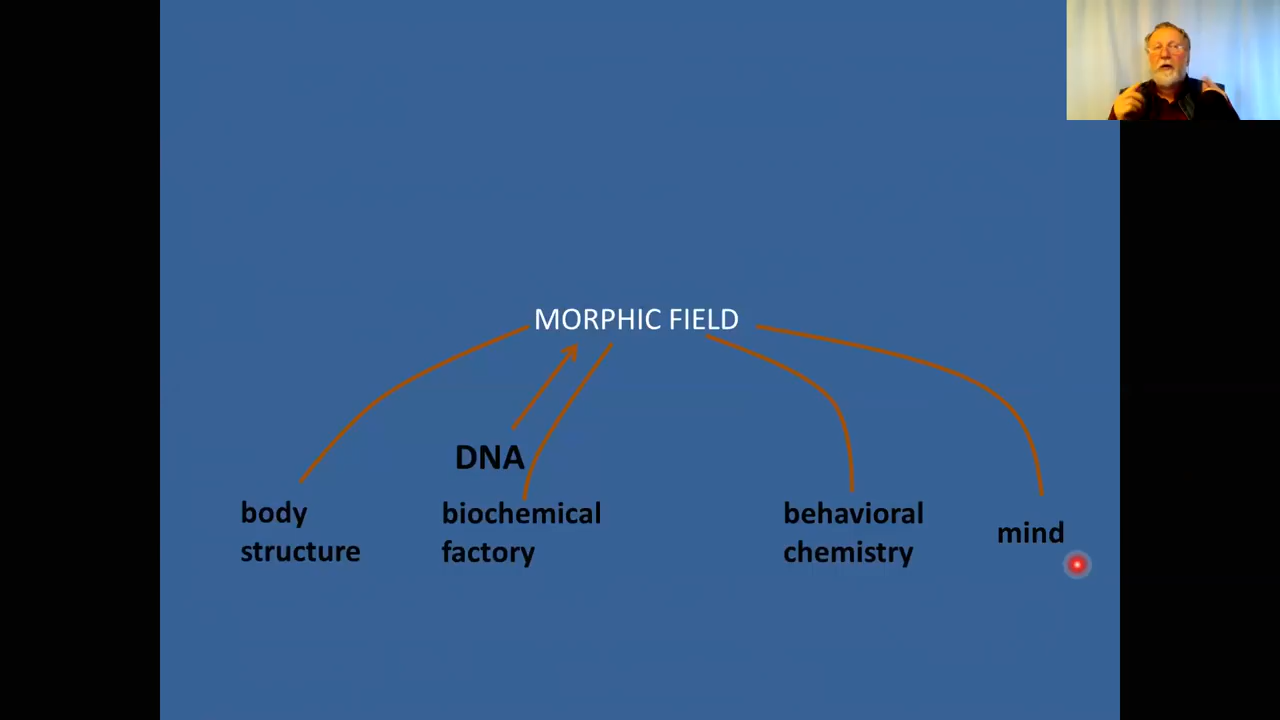 MORPHIC FIELD
DNA
body
structure
biochemical
factory
behavioral
chemistry
mind